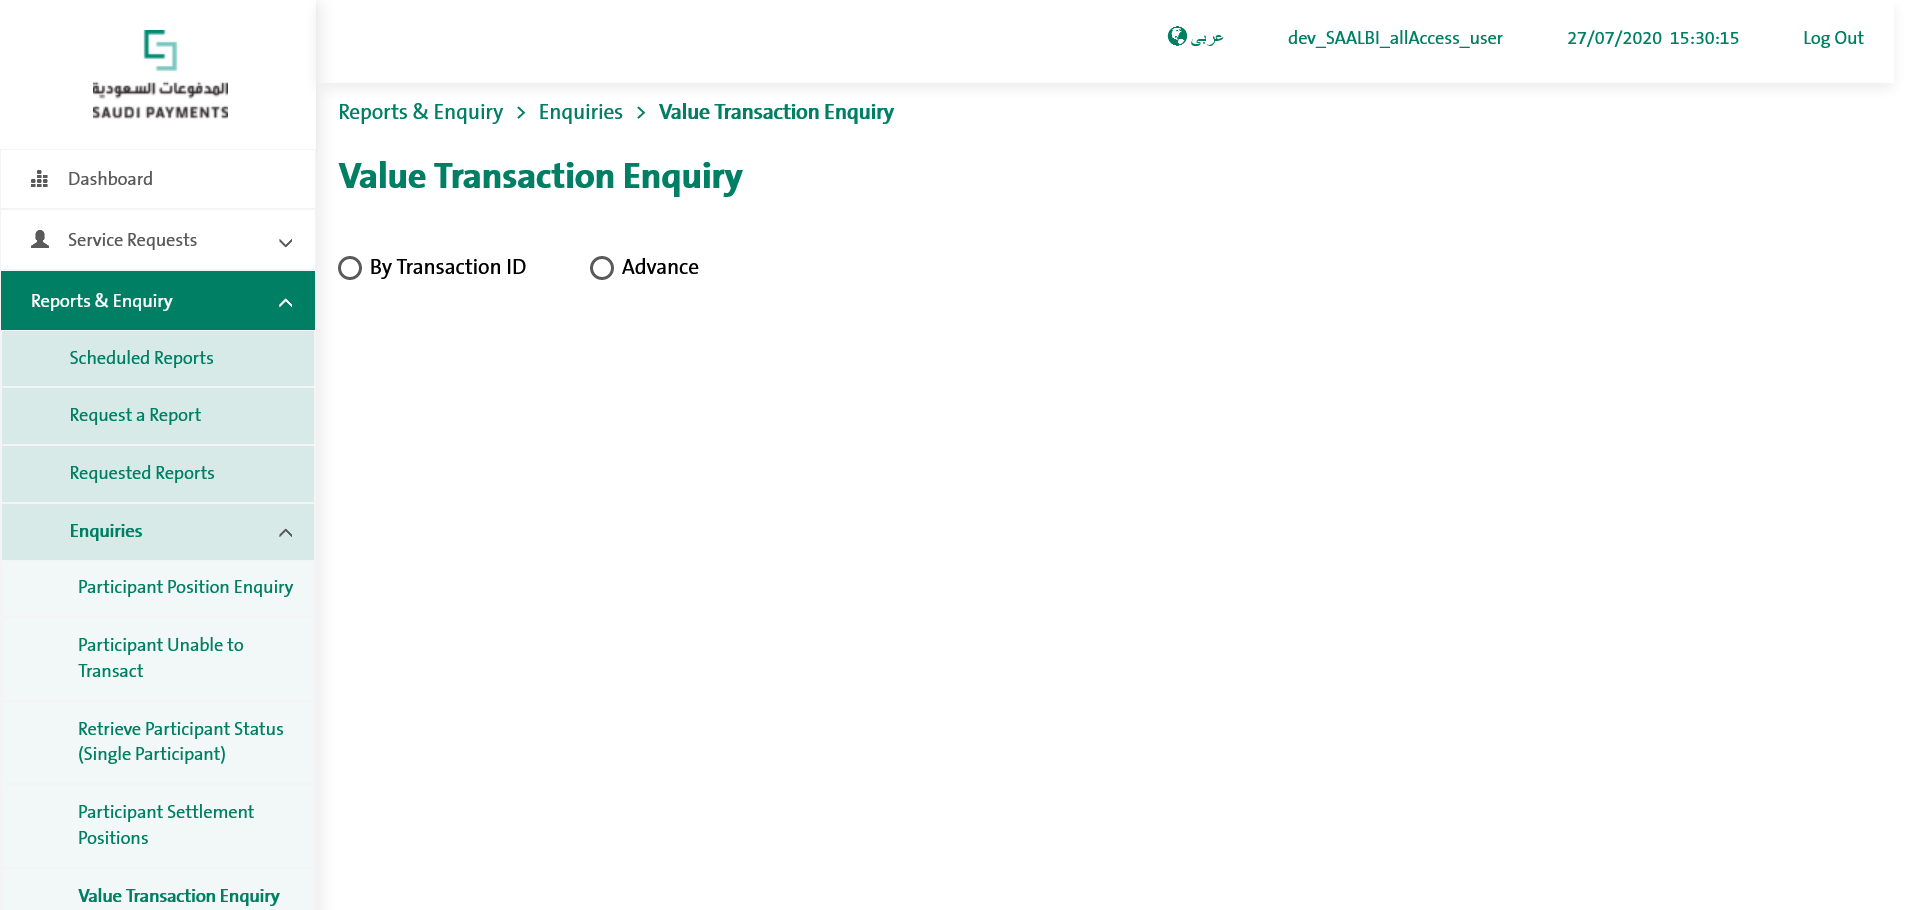 المدفوعات السعودية
SAUDI PAYMENTS
عربى
dev_SAALBI_allAccess_user
27/07/2020 15:30:15
Log Out
Dashboard
Service Requests
Reports & Enquiry
Scheduled Reports
Request a Report
Requested Reports
Enquiries
Participant Position Enquiry
Participant Unable to
Transact
Retrieve Participant Status
(Single Participant)
Participant Settlement
Positions
Value Transaction Enquiry
Reports & Enquiry > Enquiries > Value Transaction Enquiry
Value Transaction Enquiry
By Transaction ID
Advance